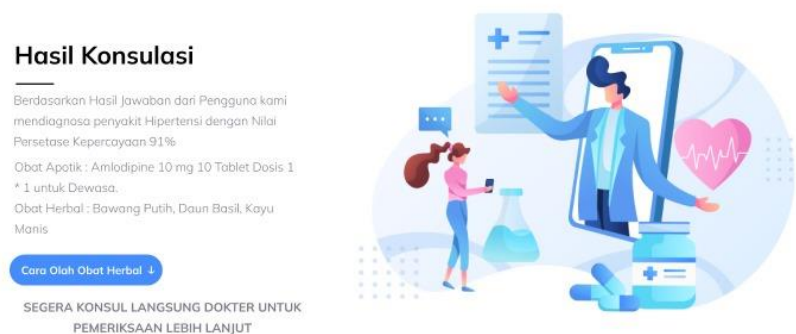 Hasil Konsulasi
Berdasarkan Hasil Jawaban dari Pengguna kami
mendiagnosa penyakit Hipertensi dengan Nilai
Persetase Kepercayaan 91%
Obat Apotik : Amlodipine 10 mg 10 Tablet Dosis 1
* 1 untuk Dewasa.
Obat Herbal : Bawang Putih, Daun Basil, Kayu
Manis
Cara Olah Obat Herbal ↓
SEGERA KONSUL LANGSUNG DOKTER UNTUK
PEMERIKSAAN LEBIH LANJUT